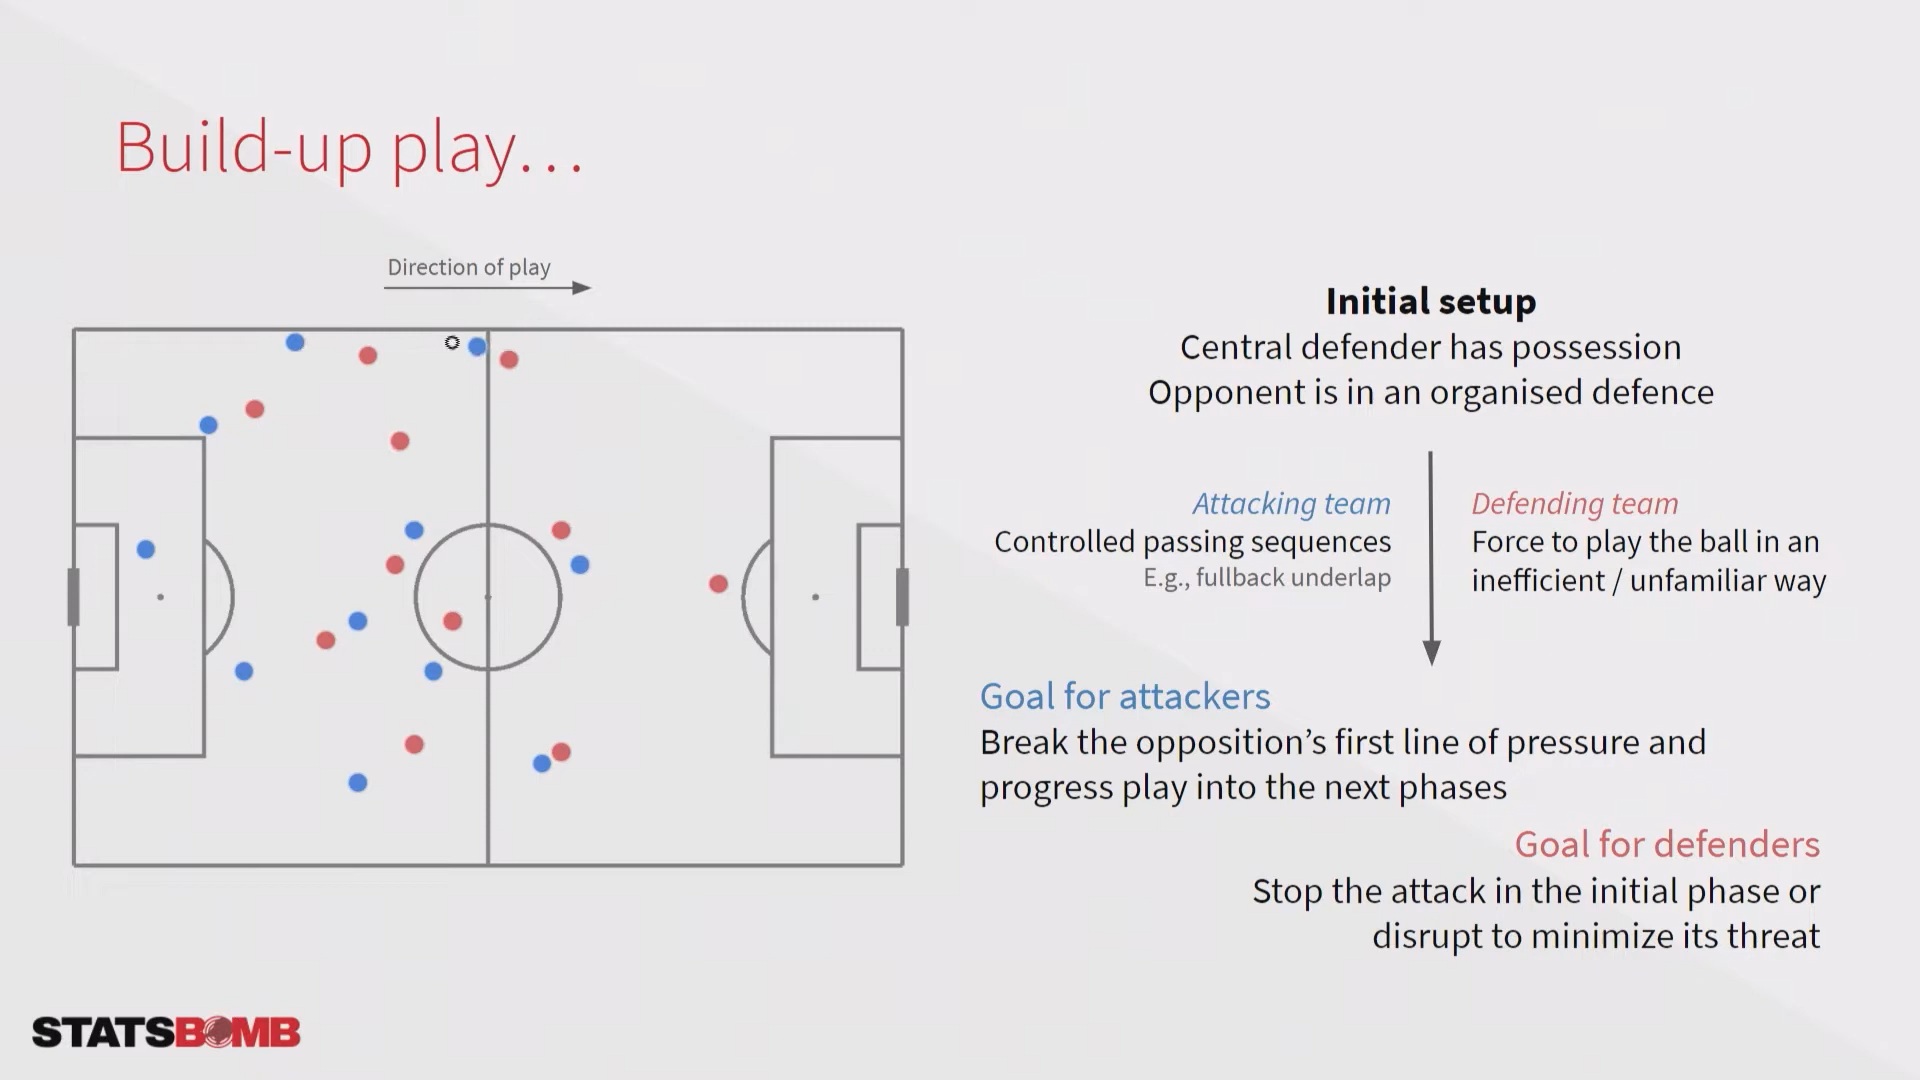 Build-up play...
Direction of play
Initial setup
Central defender has possession
Opponent is in an organised defence
Attacking team
Controlled passing sequences
E.g., fullback underlap
Defending team
Force to play the ball in an
inefficient / unfamiliar way
Goal for attackers
Break the opposition’s first line of pressure and
progress play into the next phases
Goal for defenders
Stop the attack in the initial phase or
disrupt to minimize its threat
STATSBOMB